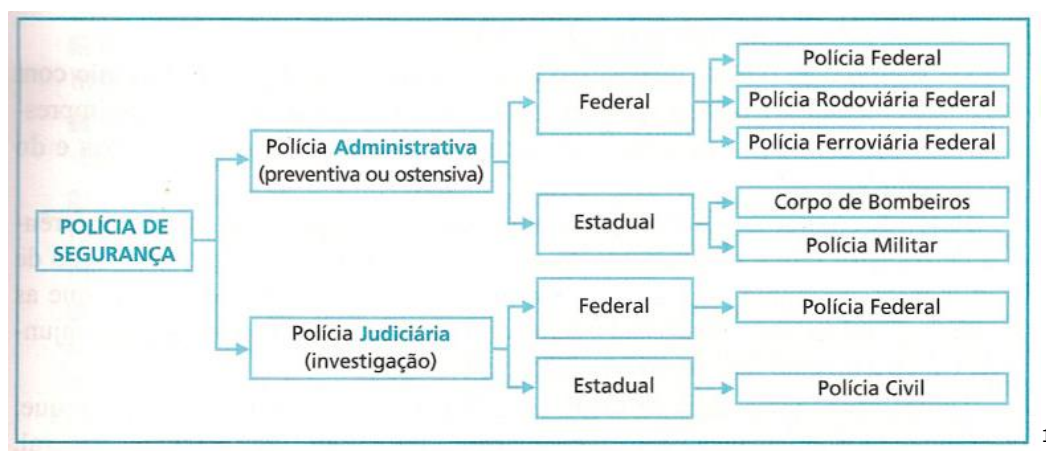 POLÍCIA DE
SEGURANÇA
Polícia Administrativa
(preventiva ou ostensiva)
Federal
Polícia Federal
Polícia Rodoviária Federal
Polícia Ferroviária Federal
Estadual
Corpo de Bombeiros
Polícia Militar
Polícia Judiciária
(investigação)
Federal
Polícia Federal
Estadual
Polícia Civil
1